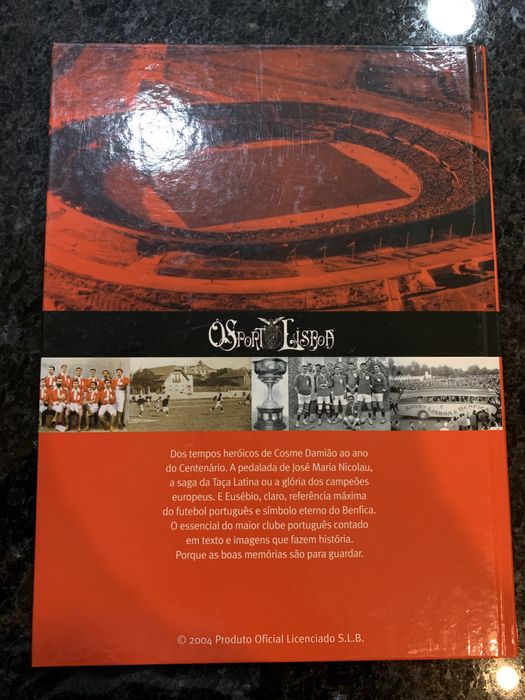 O SPORT LISBOA
SPORT LISBOA E BENFICA
Dos tempos heróicos de Cosme Damião ao ano
do Centenário. A pedalada de José Maria Nicolau,
a saga da Taça Latina ou a glória dos campeões
europeus. E Eusébio, claro, referência máxima
do futebol português e símbolo eterno do Benfica.
O essencial do maior clube português contado
em texto e imagens que fazem história.
Porque as boas memórias são para guardar.
© 2004 Produto Oficial Licenciado S.L.B.